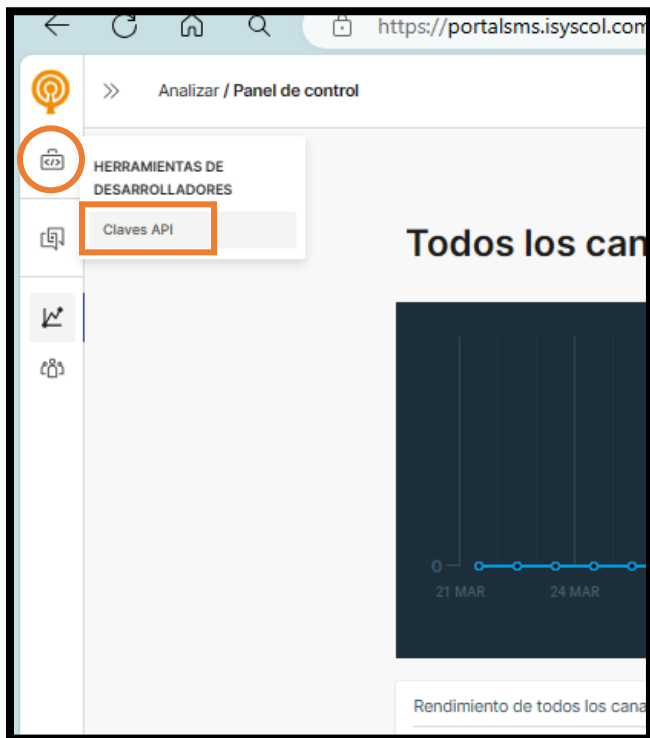 https://portalsms.isyscol.com
Analizar / Panel de control
HERRAMIENTAS DE
DESARROLLADORES
Claves API
Todos los can
0
21 MAR 24 MAR
Rendimiento de todos los cana